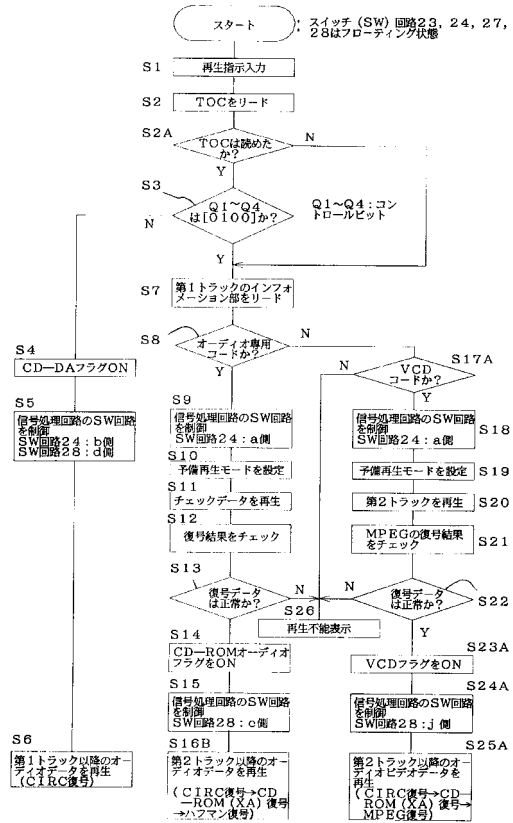 スタート
: スイッチ (SW) 回路23, 24, 27,
: 28はフローティング状態
S1
再生指示入力
S2
TOCをリード
S2A
TOCは読めた
か?
N
Y
S3
Q1~Q4
は[0100]か?
Q1~Q4:コン
トロールビット
N
Y
S7
第1トラックのインフォ
メーション部をリード
S8
オーディオ専用
コードか?
N
Y
S4
CD—DAフラグON
S17A
VCD
コードか?
N
Y
S5
信号処理回路のSW回路
を制御
SW回路24:b側
SW回路28:d側
S9
信号処理回路のSW回路
を制御
SW回路24:a側
S18
信号処理回路のSW回路
を制御
SW回路24:a側
S10
予備再生モードを設定
S19
予備再生モードを設定
S11
チェックデータを再生
S20
第2トラックを再生
S12
復号結果をチェック
S21
MPEGの復号結果
をチェック
S13
復号データ
は正常か?
N
N
S22
復号データ
は正常か?
S26
再生不能表示
Y
S14
CD—ROMオーディオ
フラグをON
S23A
VCDフラグをON
S15
信号処理回路のSW回路
を制御
SW回路28:c側
S24A
信号処理回路のSW回路
を制御
SW回路28:j側
S6
第1トラック以降のオー
ディオデータを再生
(CIRC復号)
S16B
第2トラック以降のオー
ディオデータを再生
(CIRC復号→CD
—ROM (XA) 復号
→ハフマン復号)
S25A
第2トラック以降のオー
ディオビデオデータを
再生
(CIRC復号→CD—
ROM (XA) 復号→
MPEG復号)